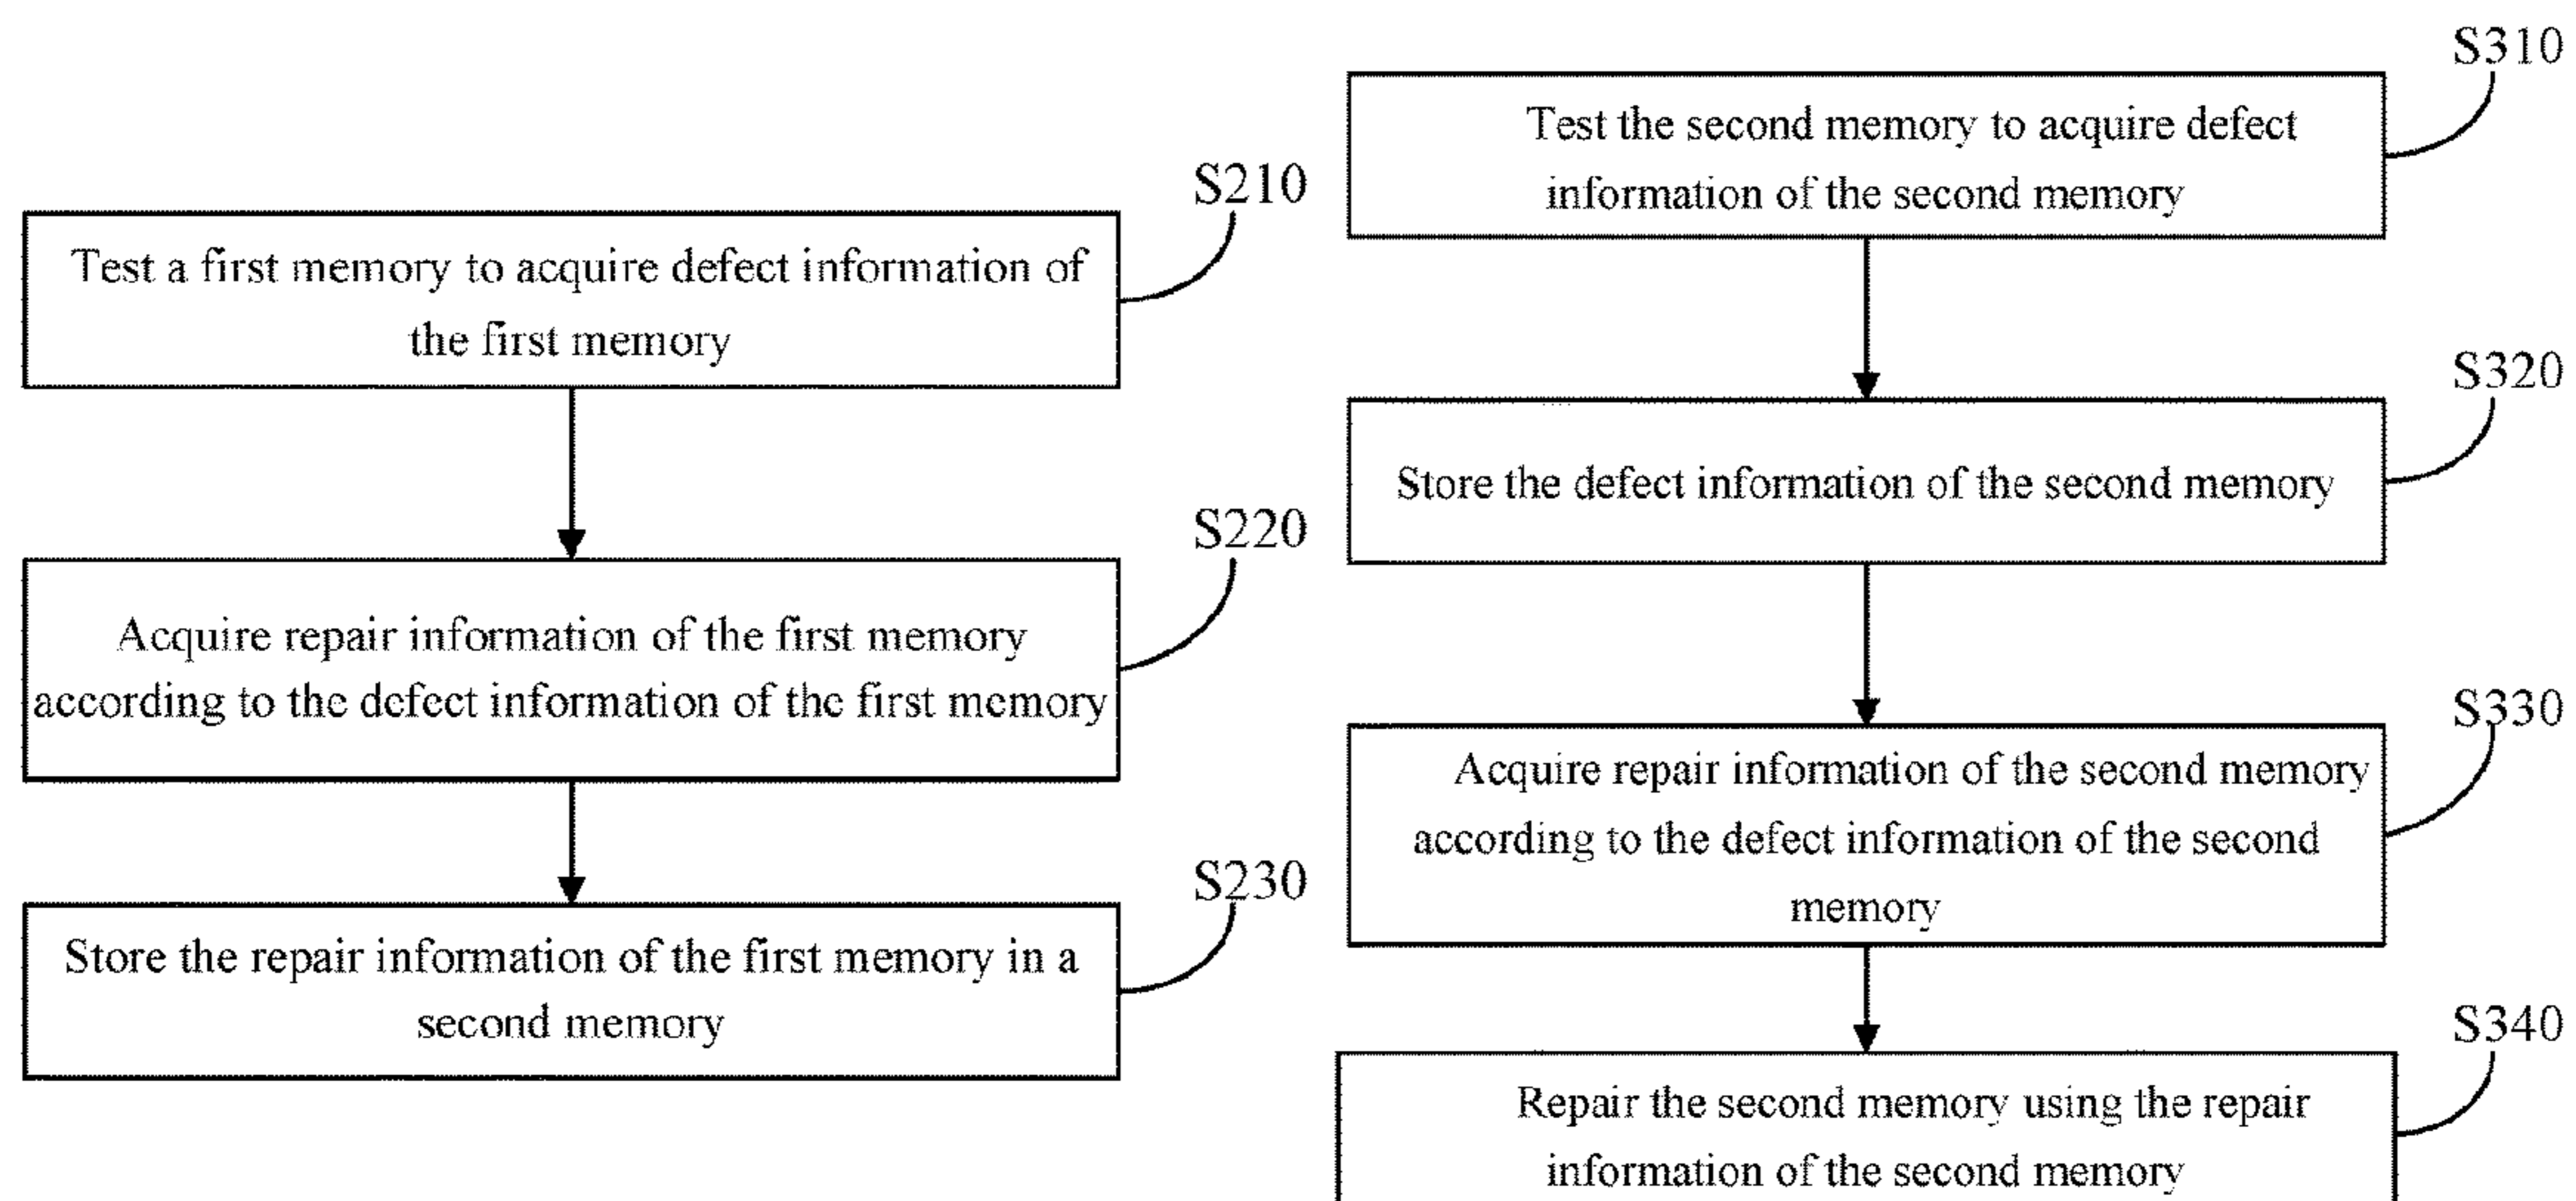 S210
Test a first memory to acquire defect information of
the first memory
S220
Acquire repair information of the first memory
according to the defect information of the first memory
S230
Store the repair information of the first memory in a
second memory
S310
Test the second memory to acquire defect
information of the second memory
S320
Store the defect information of the second memory
S330
Acquire repair information of the second memory
according to the defect information of the second
memory
S340
Repair the second memory using the repair
information of the second memory